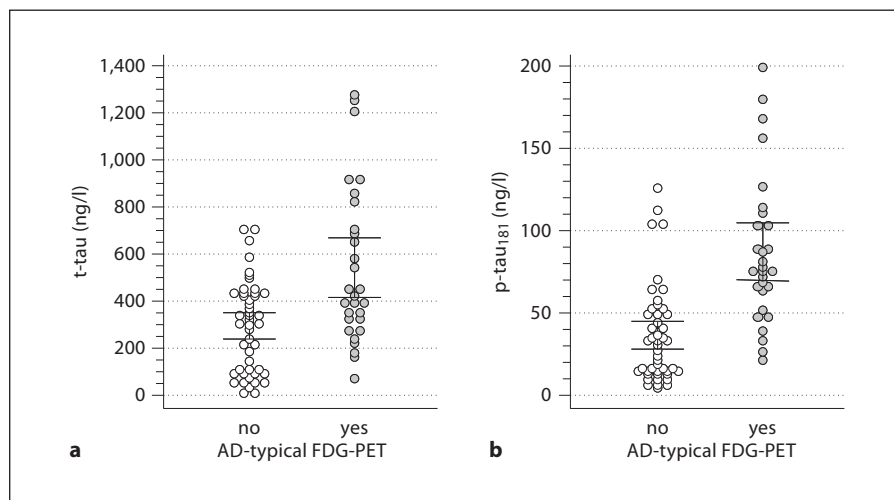 1,400
1,200
1,000
800
600
400
200
0
t-tau (ng/l)
no
yes
AD-typical FDG-PET
a
200
150
100
50
0
p-tau₁₈₁ (ng/l)
no
yes
AD-typical FDG-PET
b